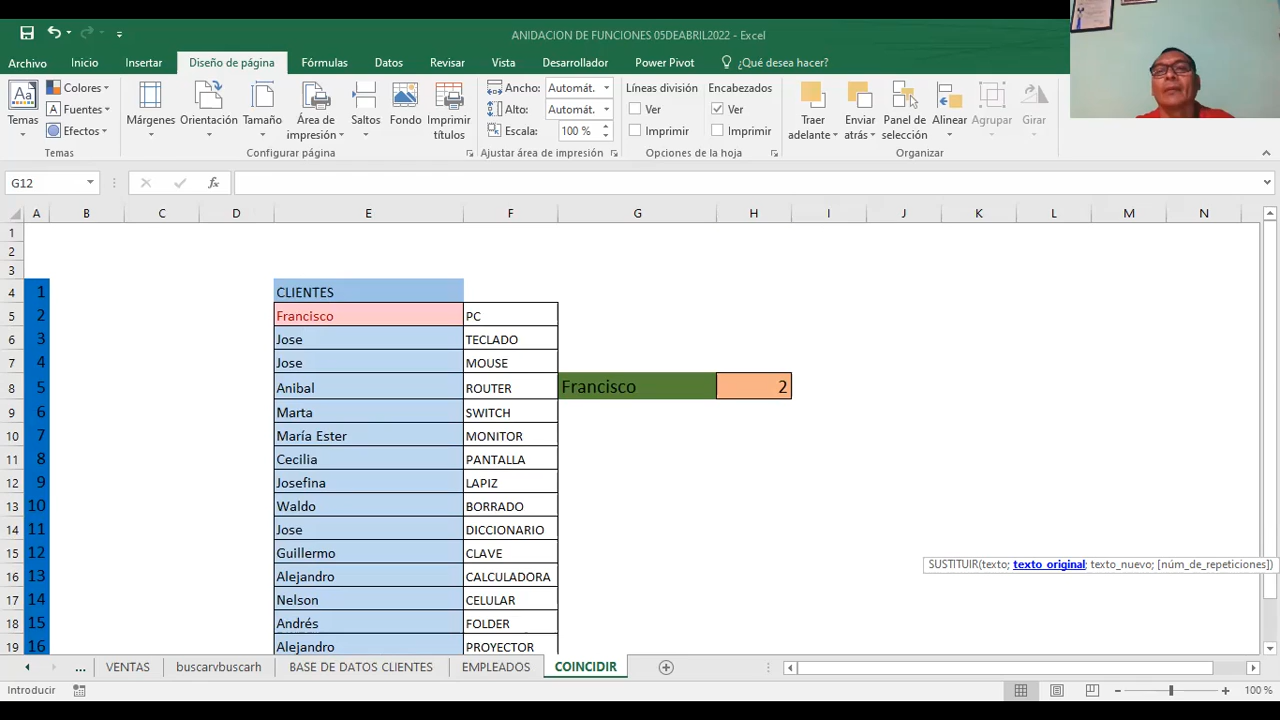 ANIDACION DE FUNCIONES 05DEABRIL2022 - Excel
Archivo Inicio Insertar Diseño de página Fórmulas Datos Revisar Vista Desarrollador Power Pivot ¿Qué desea hacer?
Aa Temas Colores Fuentes Efectos Márgenes Orientación Tamaño Área de impresión Saltos Fondo Imprimir títulos Ancho: Automát. Alto: Automát. Escala: 100 % Líneas división Ver Imprimir Encabezados Ver Imprimir Traer adelante Enviar atrás Panel de selección Alinear Agrupar Girar
Temas Configurar página Ajustar área de impresión Opciones de la hoja Organizar
G12 fx
A B C D E F G H I J K L M N
1
2
3
4 1 CLIENTES
5 2 Francisco PC
6 3 Jose TECLADO
7 4 Jose MOUSE
8 5 Anibal ROUTER Francisco 2
9 6 Marta SWITCH
10 7 María Ester MONITOR
11 8 Cecilia PANTALLA
12 9 Josefina LAPIZ
13 10 Waldo BORRADO
14 11 Jose DICCIONARIO
15 12 Guillermo CLAVE
SUSTITUIR(texto; texto_original; texto_nuevo; [núm_de_repeticiones])
16 13 Alejandro CALCULADORA
17 14 Nelson CELULAR
18 15 Andrés FOLDER
19 16 Alejandro PROYECTOR
... VENTAS buscarvbuscarh BASE DE DATOS CLIENTES EMPLEADOS COINCIDIR
Introducir 100 %